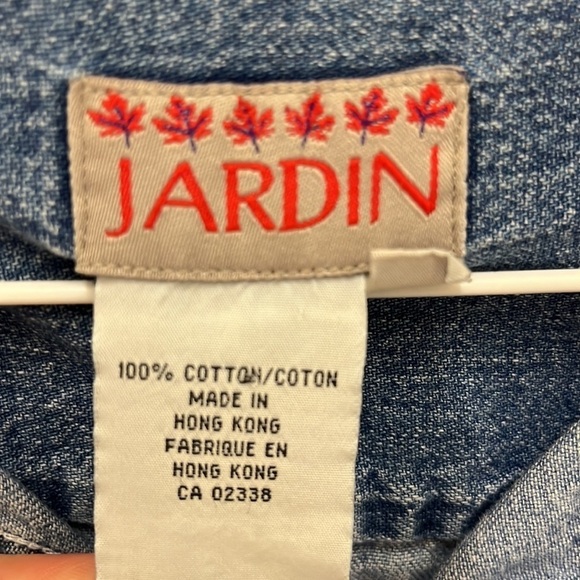 JARDIN
100% COTTON/COTON
MADE IN
HONG KONG
FABRIQUE EN
HONG KONG
CA 02338